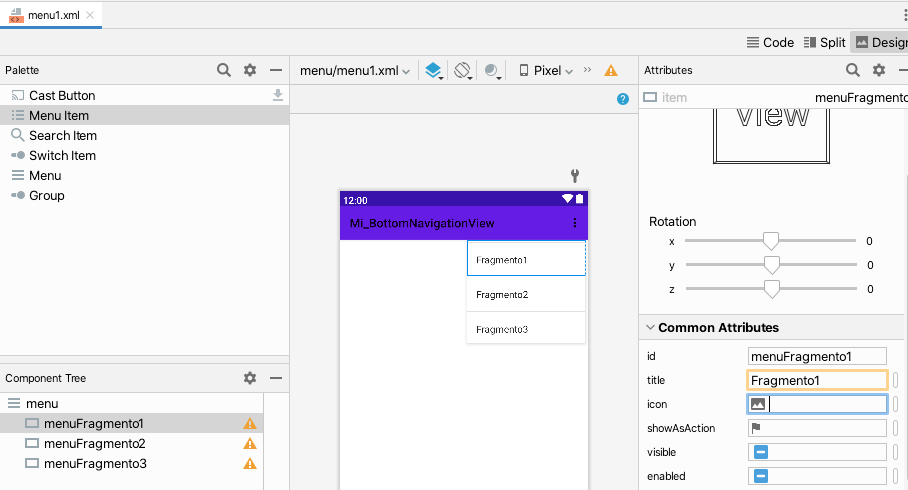 menu1.xml
Code Split Design
Palette
menu/menu1.xml Pixel
Attributes
Cast Button
Menu Item
Search Item
Switch Item
Menu
Group
item menuFragmento
View
12:00
Mi_BottomNavigationView
Fragmento1
Fragmento2
Fragmento3
Rotation
x 0
y 0
z 0
Common Attributes
id menuFragmento1
title Fragmento1
icon
showAsAction
visible
enabled
Component Tree
menu
menuFragmento1
menuFragmento2
menuFragmento3